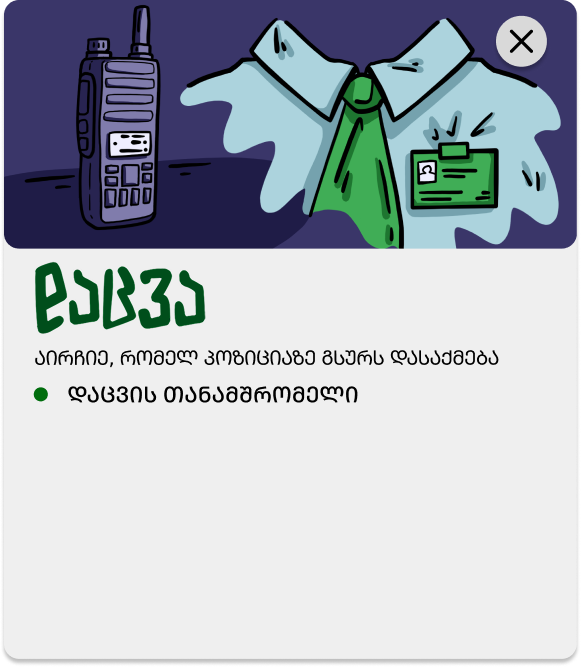 დაცვა
აირჩიე, რომელ პოზიციაზე გსურს დასაქმება
დაცვის თანამშრომელი